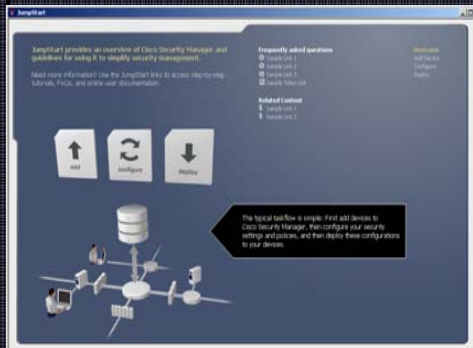 JumpStart
JumpStart provides an overview of Cisco Security Manager and
guidelines for using it to simplify security management.
Need more information? Use the JumpStart links to access step-by-step
tutorials, FAQs, and online user documentation.
Frequently asked questions
Sample Link 1
Sample Link 2
Sample Link 3
Sample Video Link
Related Content
Sample Link 1
Sample Link 2
Overview
Add Device
Configure
Deploy
add
configure
deploy
The typical taskflow is simple: First add devices to
Cisco Security Manager, then configure your security
settings and policies, and then deploy these configurations
to your devices.